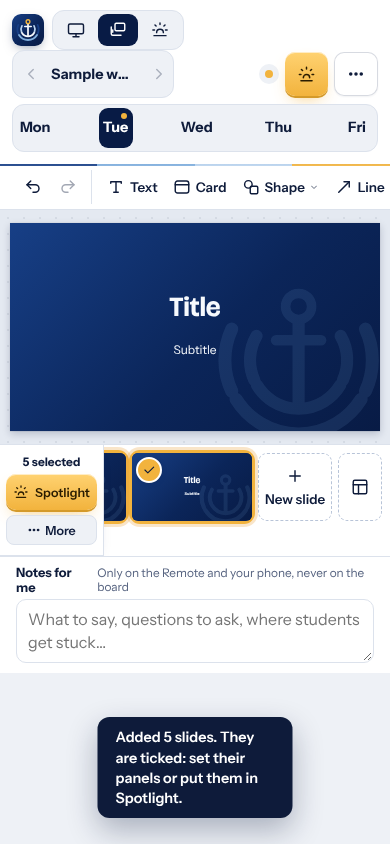 Sample w...
Mon Tue Wed Thu Fri
Text Card Shape Line
Title
Subtitle
5 selected
Spotlight
More
Title
Subtitle
New slide
Notes for me
Only on the Remote and your phone, never on the board
What to say, questions to ask, where students
get stuck...
Added 5 slides. They
are ticked: set their
panels or put them in
Spotlight.